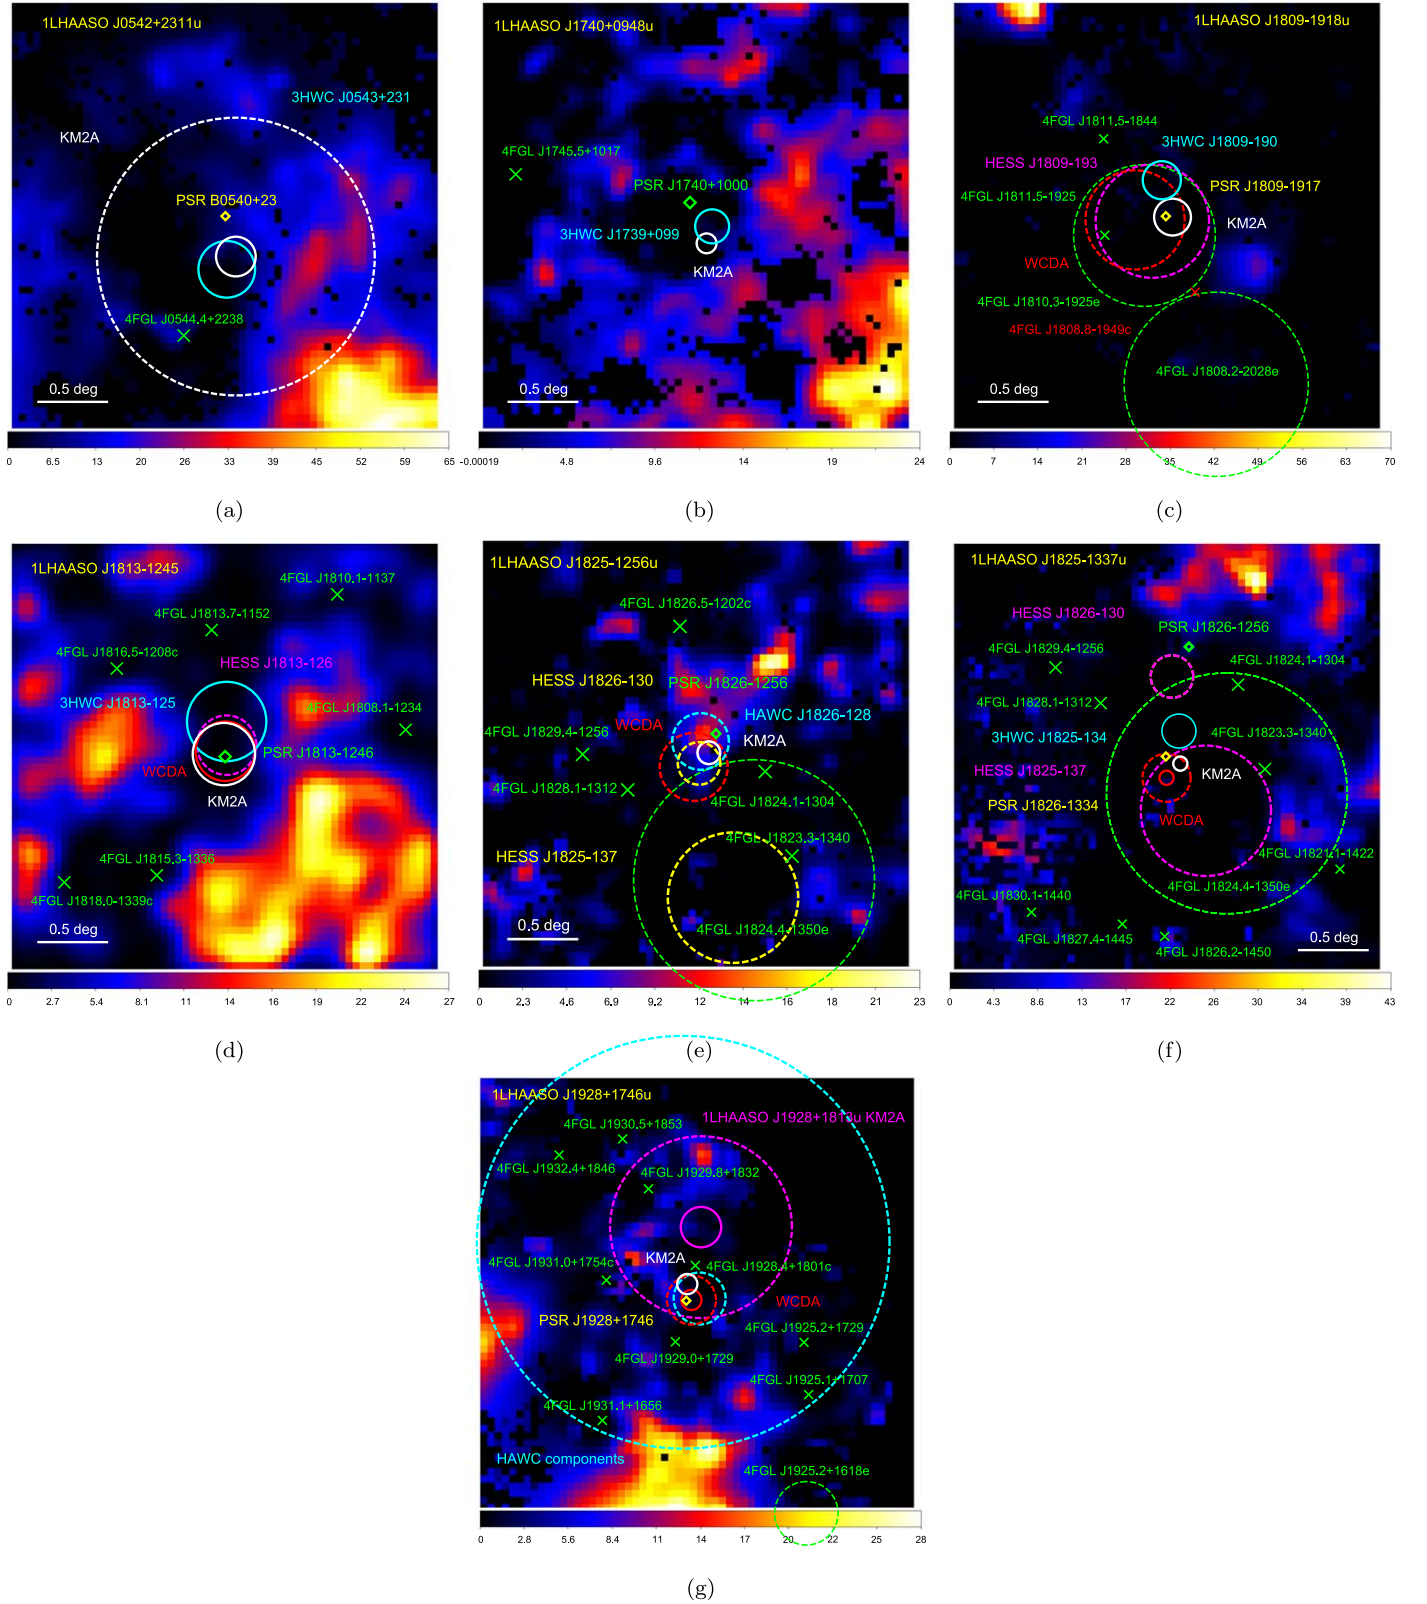 1LHAASO J0542+2311u
3HWC J0543+231
KM2A
PSR B0540+23
4FGL J0544.4+2238
0.5 deg
0 6.5 13 20 26 33 39 45 52 59 65
(a)
1LHAASO J1740+0948u
4FGL J1745.5+1017
PSR J1740+1000
3HWC J1739+099
KM2A
0.5 deg
-0.00019 4.8 9.6 14 19 24
(b)
1LHAASO J1809-1918u
4FGL J1811.5-1844
3HWC J1809-190
HESS J1809-193
PSR J1809-1917
4FGL J1811.5-1925
KM2A
WCDA
4FGL J1810.3-1925e
4FGL J1808.8-1949c
4FGL J1808.2-2028e
0.5 deg
0 7 14 21 28 35 42 49 56 63 70
(c)
1LHAASO J1813-1245
4FGL J1810.1-1137
4FGL J1813.7-1152
4FGL J1816.5-1208c
HESS J1813-126
3HWC J1813-125
4FGL J1808.1-1234
PSR J1813-1246
WCDA
KM2A
4FGL J1815.3-1336
4FGL J1818.0-1339c
0.5 deg
0 2.7 5.4 8.1 11 14 16 19 22 24 27
(d)
1LHAASO J1825-1256u
4FGL J1826.5-1202c
HESS J1826-130
PSR J1826-1256
HAWC J1826-128
WCDA
4FGL J1829.4-1256
KM2A
4FGL J1828.1-1312
4FGL J1824.1-1304
4FGL J1823.3-1340
HESS J1825-137
4FGL J1824.4-1350e
0.5 deg
0 2.3 4.6 6.9 9.2 12 14 16 18 21 23
(e)
1LHAASO J1825-1337u
HESS J1826-130
PSR J1826-1256
4FGL J1829.4-1256
4FGL J1824.1-1304
4FGL J1828.1-1312
3HWC J1825-134
4FGL J1823.3-1340
HESS J1825-137
KM2A
PSR J1826-1334
WCDA
4FGL J1821.1-1422
4FGL J1824.4-1350e
4FGL J1830.1-1440
4FGL J1827.4-1445
4FGL J1826.2-1450
0.5 deg
0 4.3 8.6 13 17 22 26 30 34 39 43
(f)
1LHAASO J1928+1746u
1LHAASO J1928+1813u KM2A
4FGL J1930.5+1853
4FGL J1932.4+1846
4FGL J1929.8+1832
KM2A
4FGL J1931.0+1754c
4FGL J1928.4+1801c
WCDA
PSR J1928+1746
4FGL J1925.2+1729
4FGL J1929.0+1729
4FGL J1925.1+1707
4FGL J1931.1+1656
HAWC components
4FGL J1925.2+1618e
0 2.8 5.6 8.4 11 14 17 20 22 25 28
(g)